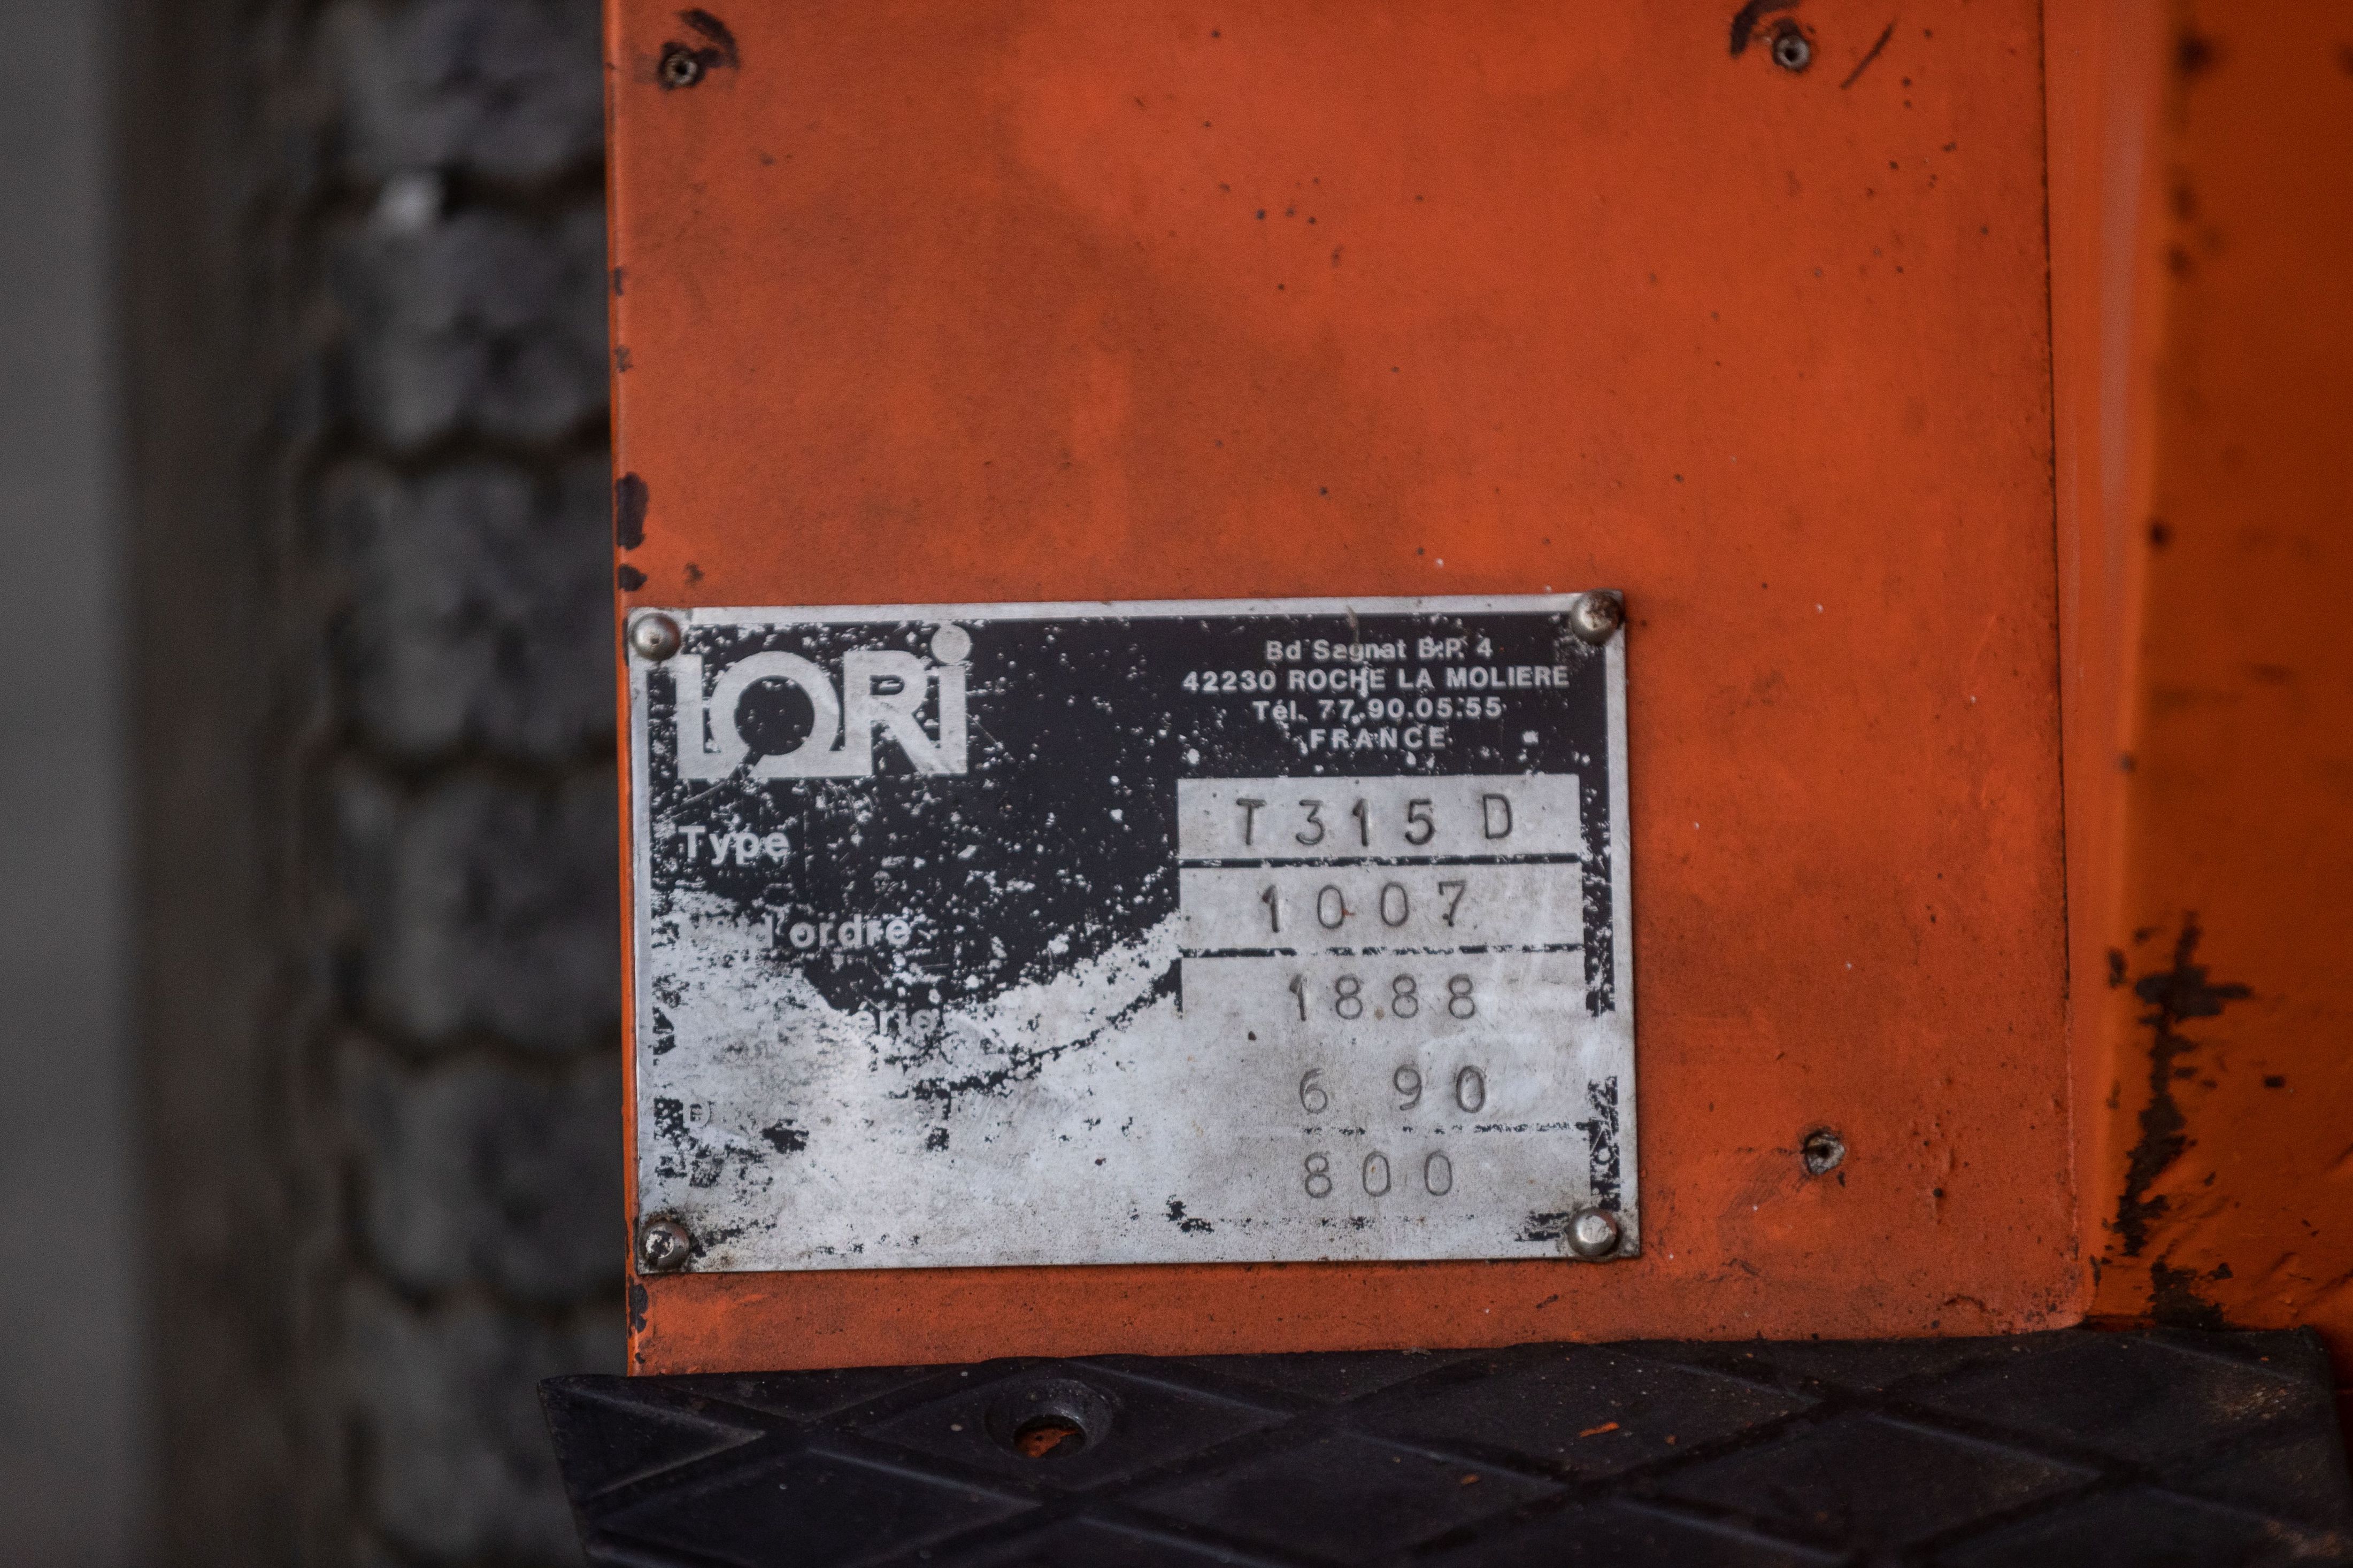 LORi
Bd Sagnat B.P. 4
42230 ROCHE LA MOLIERE
Tél. 77.90.05.55
FRANCE
Type T 315 D
d'ordre 1007
1888
6 90
800